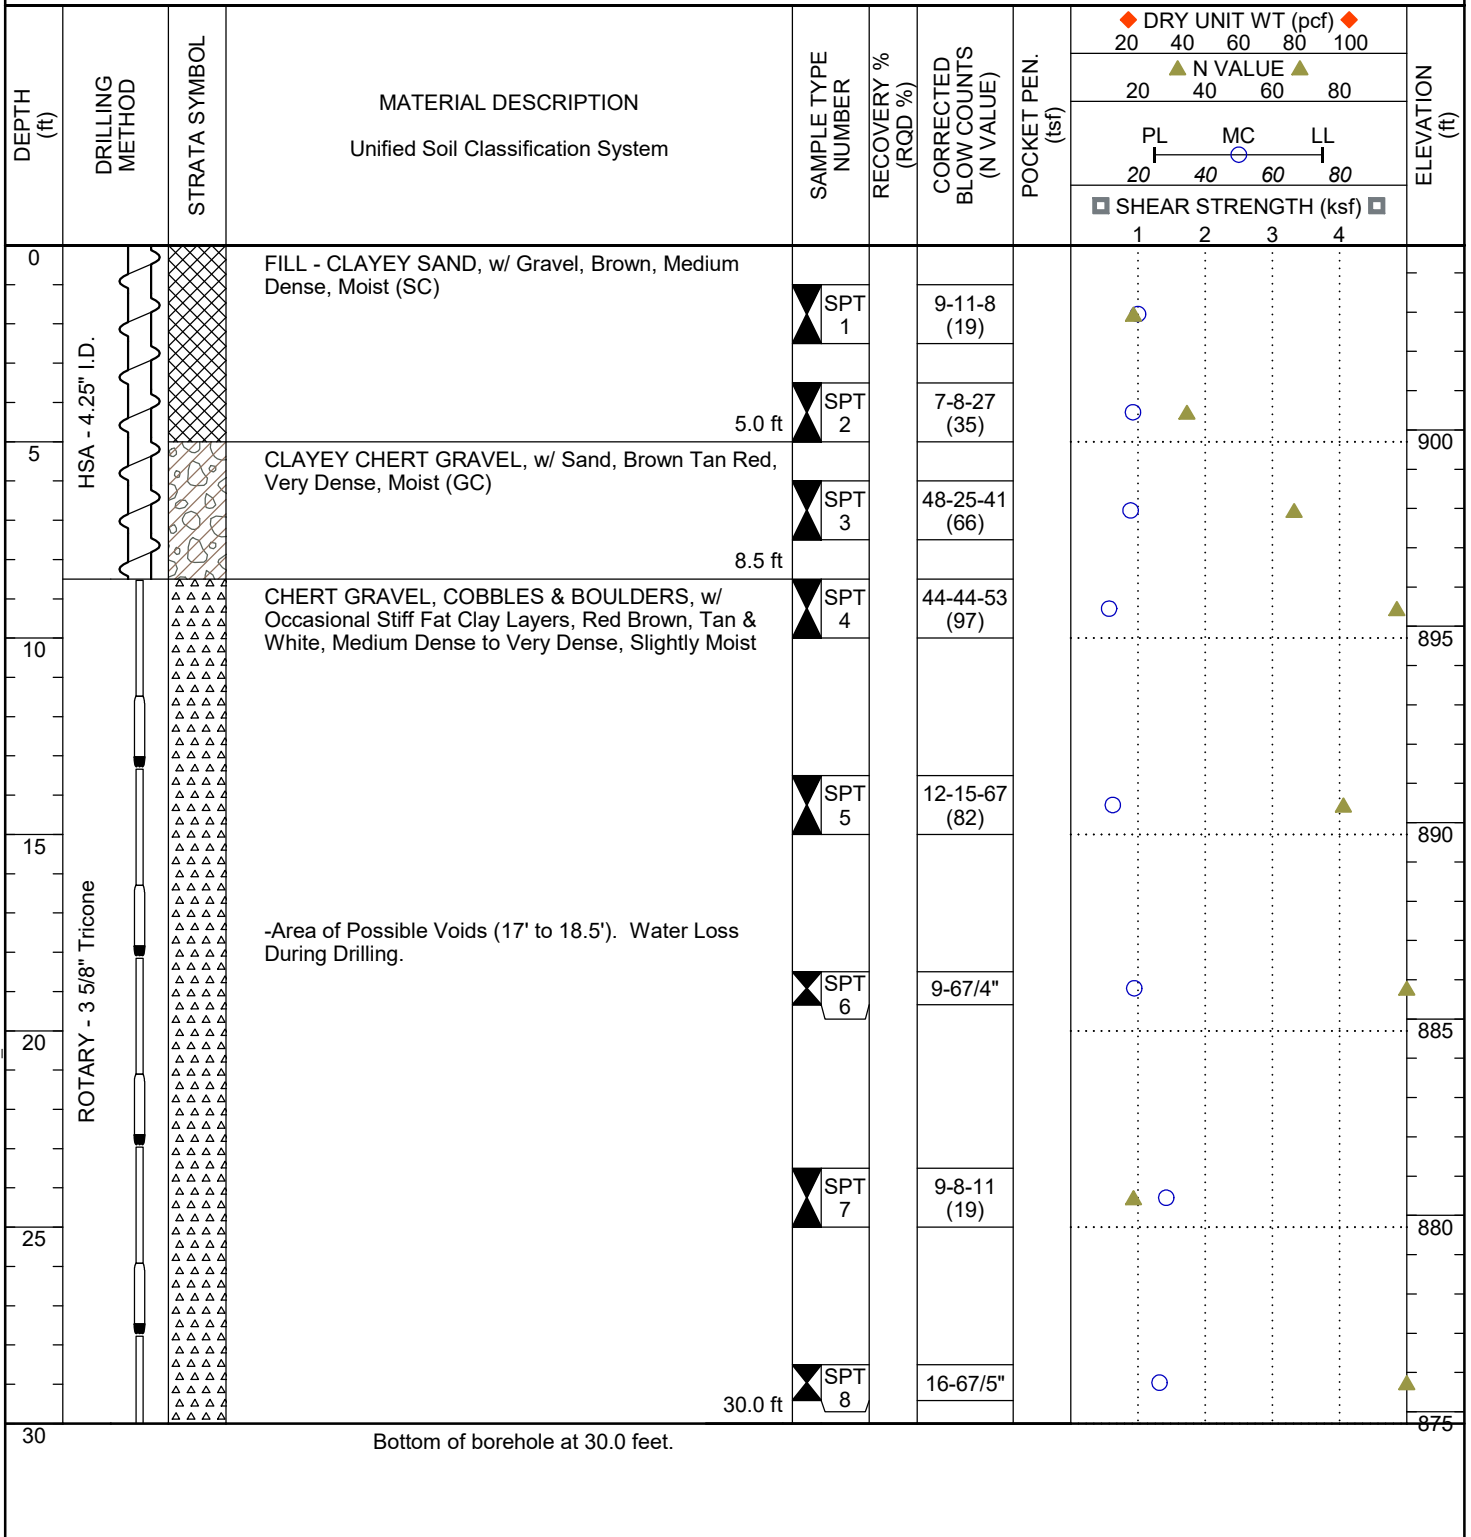 DEPTH
(ft)
DRILLING
METHOD
STRATA SYMBOL
MATERIAL DESCRIPTION
Unified Soil Classification System
SAMPLE TYPE
NUMBER
RECOVERY %
(RQD %)
CORRECTED
BLOW COUNTS
(N VALUE)
POCKET PEN.
(tsf)
DRY UNIT WT (pcf)
20 40 60 80 100
N VALUE
20 40 60 80
PL MC LL
20 40 60 80
SHEAR STRENGTH (ksf)
1 2 3 4
ELEVATION
(ft)
0
HSA - 4.25" I.D.
FILL - CLAYEY SAND, w/ Gravel, Brown, Medium
Dense, Moist (SC)
SPT
1
9-11-8
(19)
SPT
2
7-8-27
(35)
5.0 ft
900
5
CLAYEY CHERT GRAVEL, w/ Sand, Brown Tan Red,
Very Dense, Moist (GC)
SPT
3
48-25-41
(66)
8.5 ft
CHERT GRAVEL, COBBLES & BOULDERS, w/
Occasional Stiff Fat Clay Layers, Red Brown, Tan &
White, Medium Dense to Very Dense, Slightly Moist
SPT
4
44-44-53
(97)
895
10
SPT
5
12-15-67
(82)
890
15
ROTARY - 3 5/8" Tricone
-Area of Possible Voids (17' to 18.5'). Water Loss
During Drilling.
SPT
6
9-67/4"
885
20
SPT
7
9-8-11
(19)
880
25
SPT
8
16-67/5"
30.0 ft
875
30
Bottom of borehole at 30.0 feet.